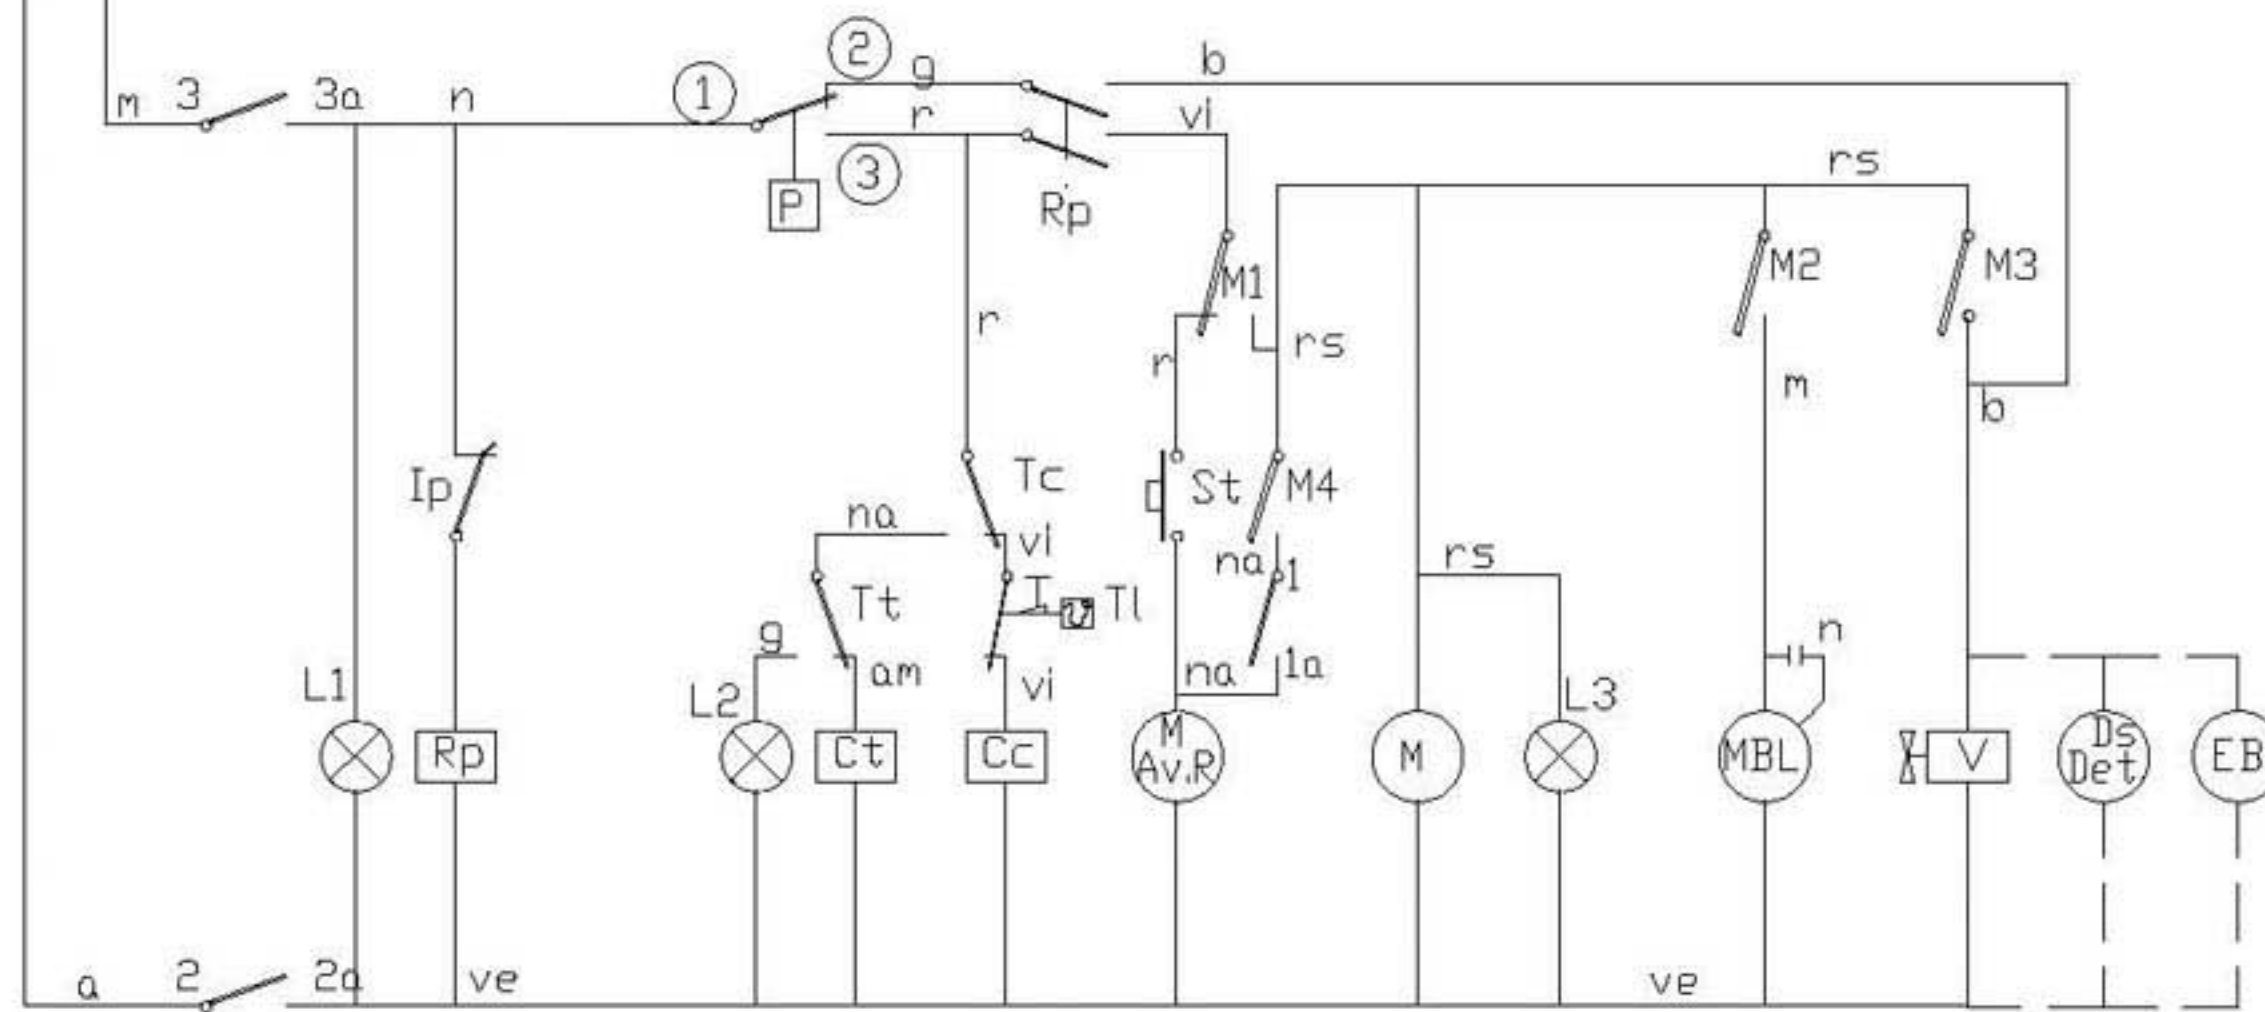 2 g b
m 3 3a n 1 r vi
3 rs
P Rp
M1 M2 M3
r r rs
m b
Ip Tc St M4
na vi na 1 rs
Tt I Tl
g am vi na 1a n
L1 L2 L3
Rp Ct Cc M Av.R M MBL V Ds Det EB
a 2 2a ve ve